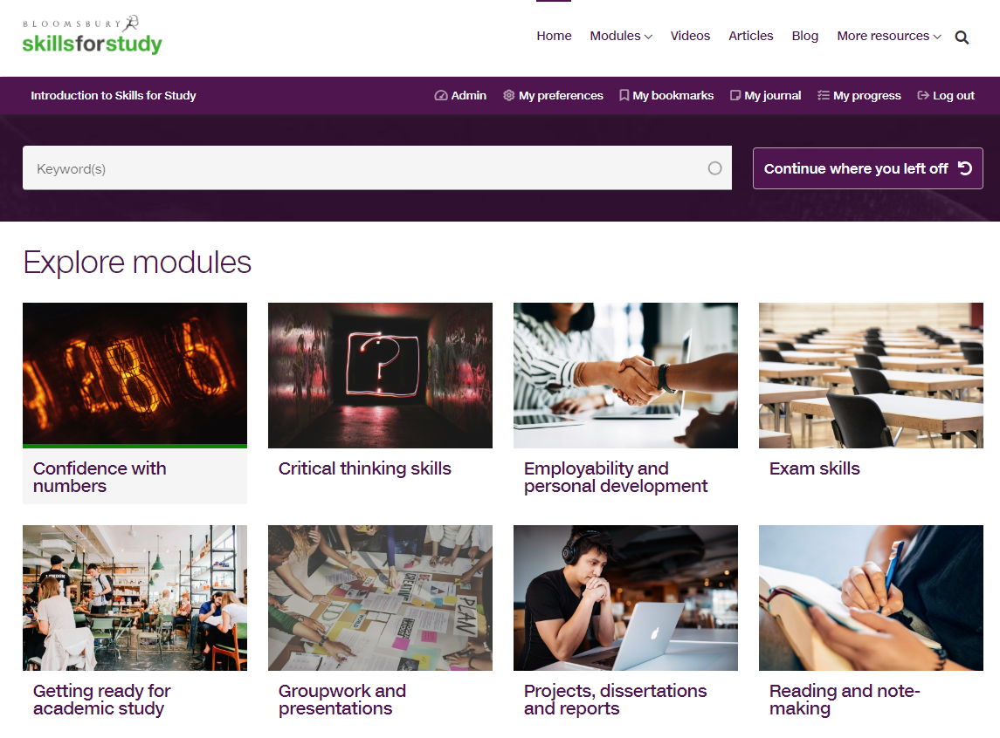 BLOOMSBURY
skillsforstudy
Home Modules Videos Articles Blog More resources
Introduction to Skills for Study Admin My preferences My bookmarks My journal My progress Log out
Keyword(s) Continue where you left off
Explore modules
1286
?
Confidence with
numbers
Critical thinking skills
Employability and
personal development
Exam skills
LONDON
PLAN
Getting ready for
academic study
Groupwork and
presentations
Projects, dissertations
and reports
Reading and note-
making